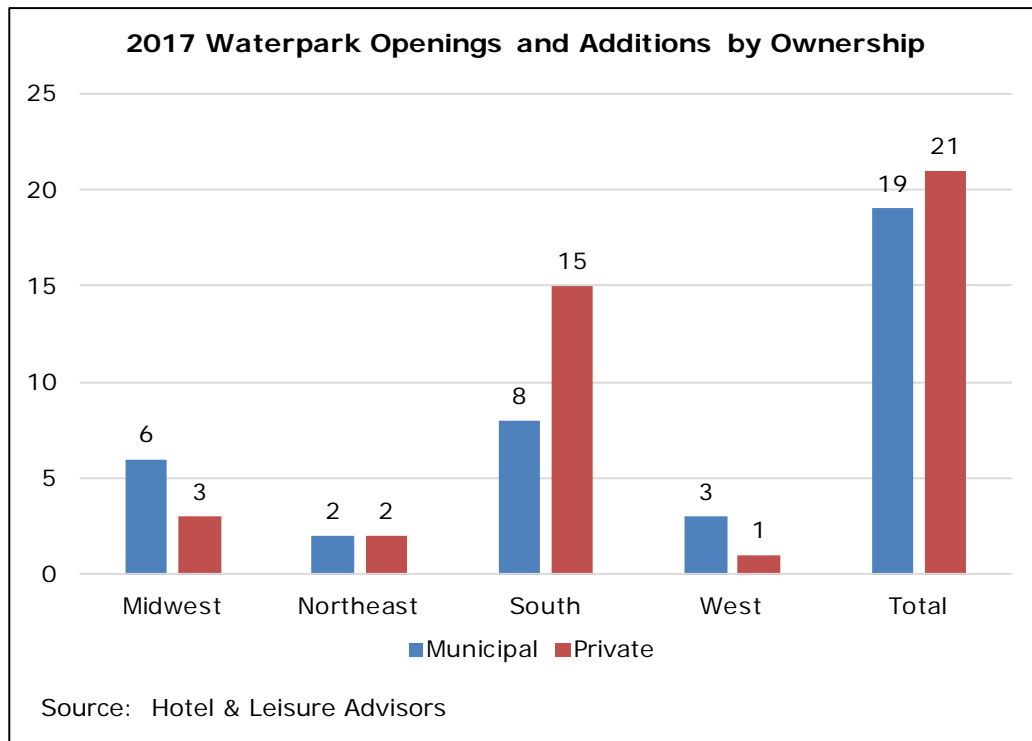 2017 Waterpark Openings and Additions by Ownership
25
20
15
10
5
0
6
3
2
2
8
15
3
1
19
21
Midwest
Northeast
South
West
Total
Municipal
Private
Source: Hotel & Leisure Advisors